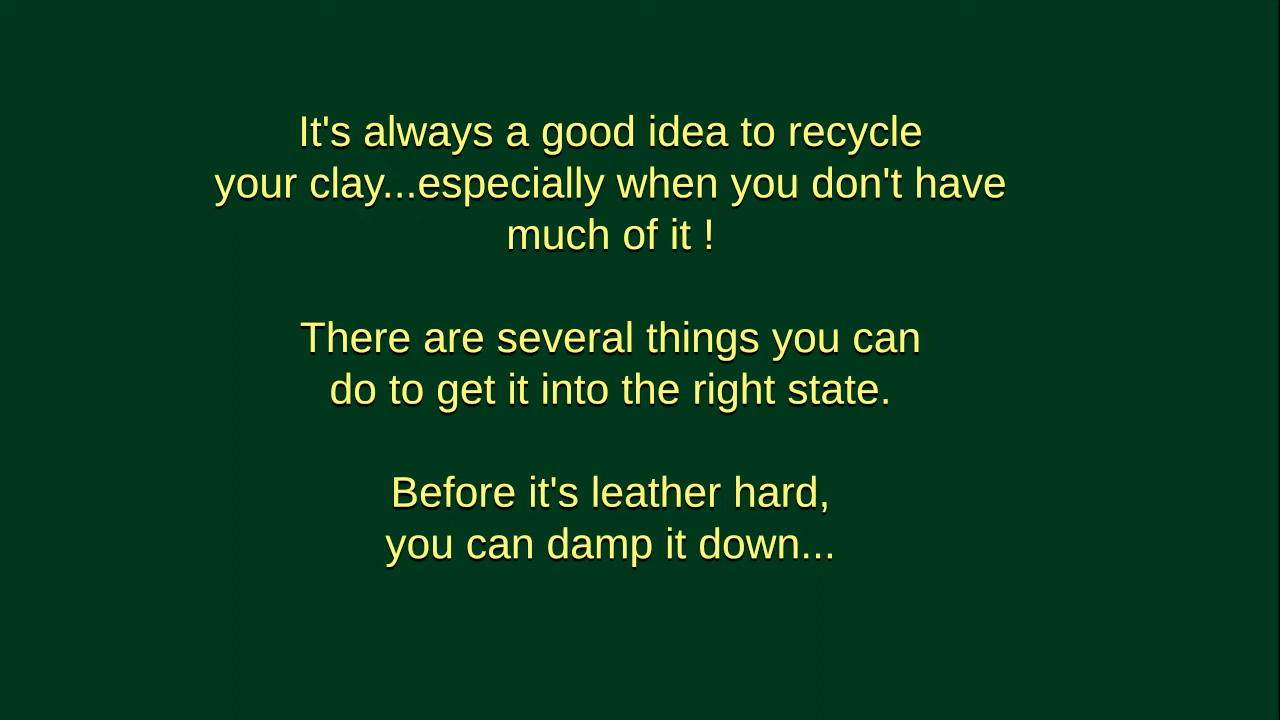 It's always a good idea to recycle
your clay...especially when you don't have
much of it !
There are several things you can
do to get it into the right state.
Before it's leather hard,
you can damp it down...